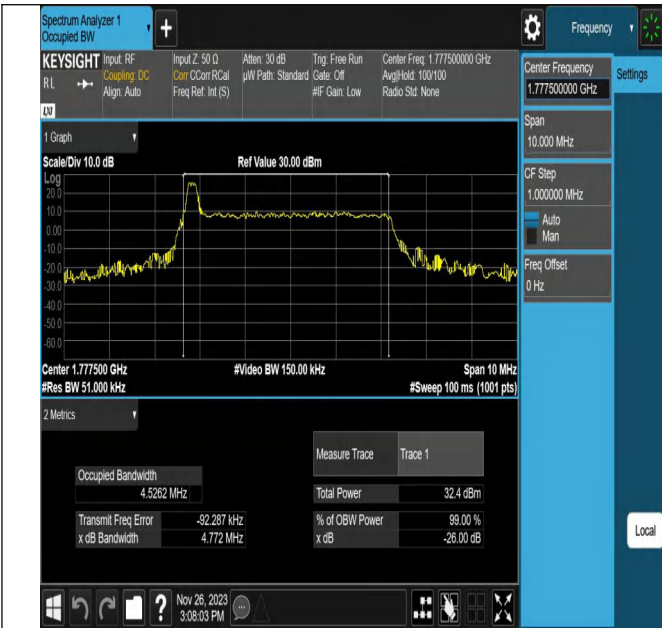 Spectrum Analyzer 1
Occupied BW
+
Frequency
KEYSIGHT
RL
Input: RF
Coupling: DC
Align: Auto
Input Z: 50 Ω
Corr CCorr RCal
Freq Ref: Int (S)
Atten: 30 dB
µW Path: Standard
Trig: Free Run
Gate: Off
#IF Gain: Low
Center Freq: 1.777500000 GHz
Avg|Hold: 100/100
Radio Std: None
LNI
Center Frequency
1.777500000 GHz
Settings
Span
10.000 MHz
CF Step
1.000000 MHz
Auto
Man
Freq Offset
0 Hz
1 Graph
Scale/Div 10.0 dB
Ref Value 30.00 dBm
Log
20.0
10.0
0.00
-10.0
-20.0
-30.0
-40.0
-50.0
-60.0
Center 1.777500 GHz
#Video BW 150.00 kHz
Span 10 MHz
#Res BW 51.000 kHz
#Sweep 100 ms (1001 pts)
2 Metrics
Measure Trace
Trace 1
Occupied Bandwidth
4.5262 MHz
Total Power
32.4 dBm
Transmit Freq Error
-92.287 kHz
% of OBW Power
99.00 %
x dB Bandwidth
4.772 MHz
x dB
-26.00 dB
Local
?
Nov 26, 2023
3:08:03 PM